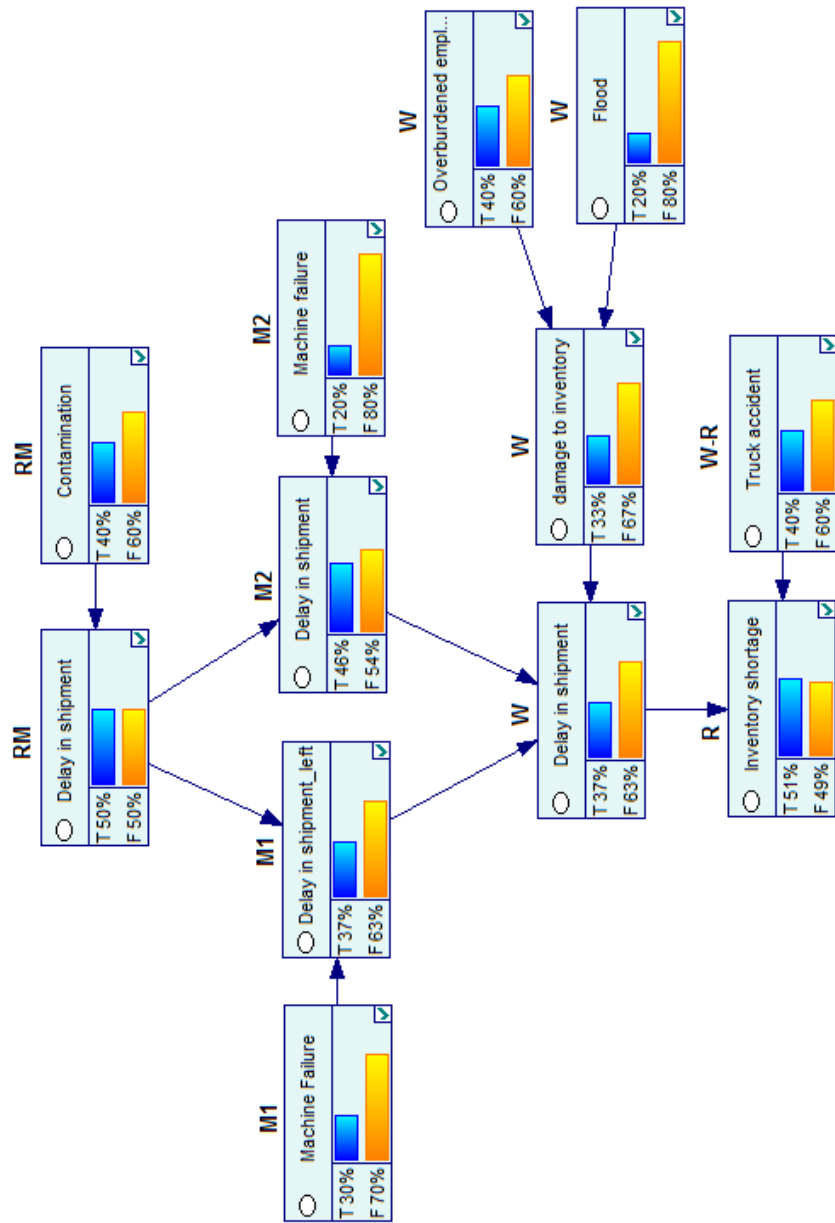 RM
Delay in shipment
T 50%
F 50%
RM
Contamination
T 40%
F 60%
M1
Machine Failure
T 30%
F 70%
M1
Delay in shipment_left
T 37%
F 63%
M2
Delay in shipment
T 46%
F 54%
M2
Machine failure
T 20%
F 80%
W
Overburdened empl...
T 40%
F 60%
W
Delay in shipment
T 37%
F 63%
W
damage to inventory
T 33%
F 67%
W
Flood
T 20%
F 80%
R
Inventory shortage
T 51%
F 49%
W-R
Truck accident
T 40%
F 60%